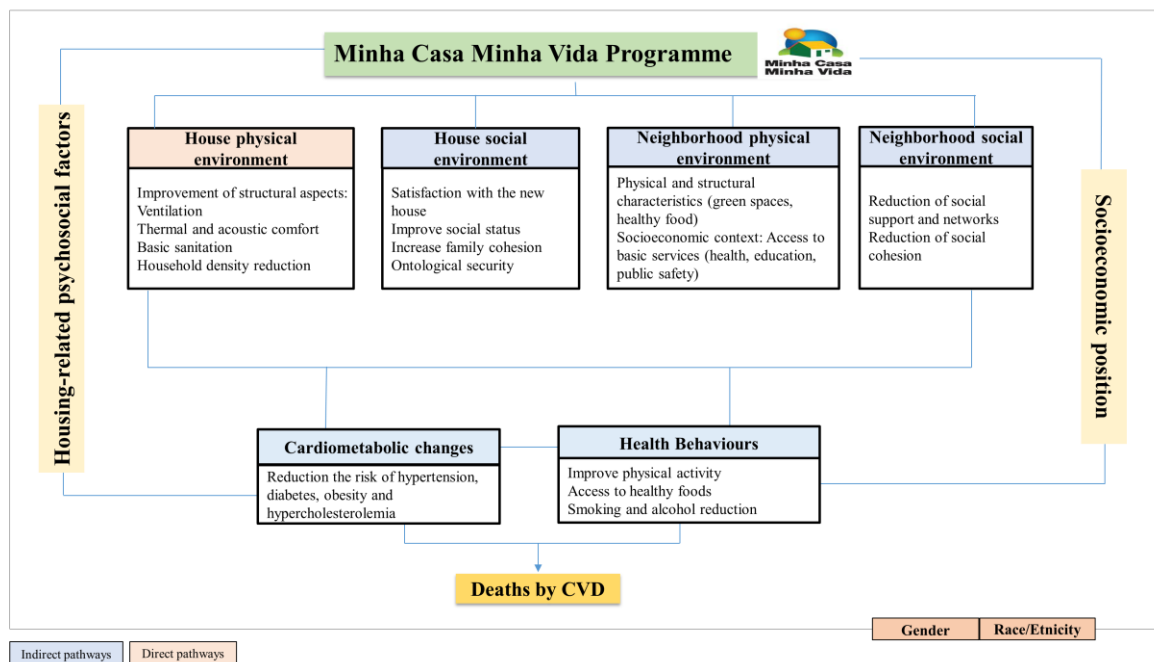 Minha Casa Minha Vida Programme
Minha Casa
Minha Vida
Housing-related psychosocial factors
Socioeconomic position
House physical
environment
Improvement of structural aspects:
Ventilation
Thermal and acoustic comfort
Basic sanitation
Household density reduction
House social
environment
Satisfaction with the new
house
Improve social status
Increase family cohesion
Ontological security
Neighborhood physical
environment
Physical and structural
characteristics (green spaces,
healthy food)
Socioeconomic context: Access to
basic services (health, education,
public safety)
Neighborhood social
environment
Reduction of social
support and networks
Reduction of social
cohesion
Cardiometabolic changes
Reduction the risk of hypertension,
diabetes, obesity and
hypercholesterolemia
Health Behaviours
Improve physical activity
Access to healthy foods
Smoking and alcohol reduction
Deaths by CVD
Gender
Race/Etnicity
Indirect pathways
Direct pathways